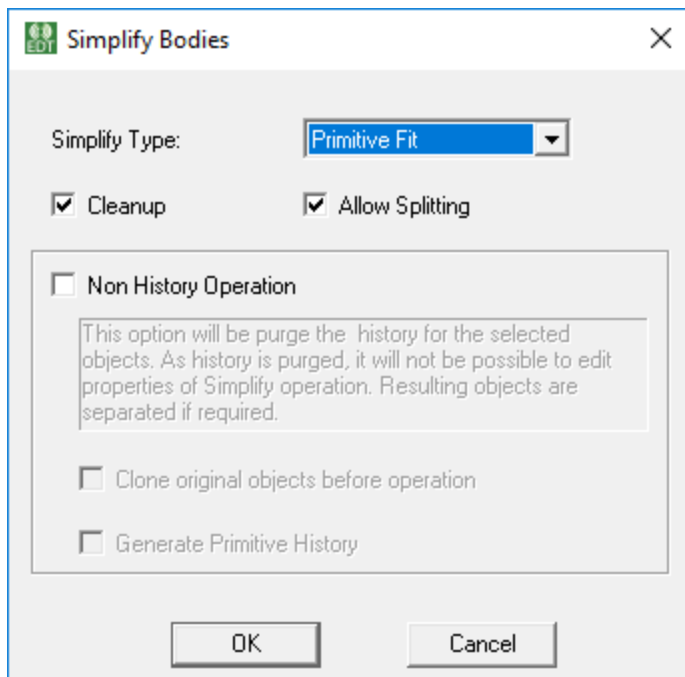 EDT Simplify Bodies
Simplify Type: Primitive Fit
Cleanup Allow Splitting
Non History Operation
This option will be purge the  history for the selected
objects. As history is purged, it will not be possible to edit
properties of Simplify operation. Resulting objects are
separated if required.
Clone original objects before operation
Generate Primitive History
OK Cancel